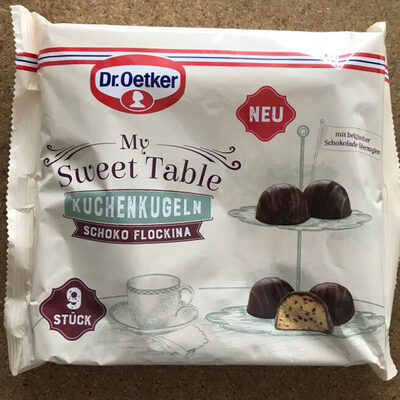 Dr.Oetker
NEU
My
Sweet Table
KUCHENKUGELN
SCHOKO FLOCKINA
mit belgischer
Schokolade überzogen
9
STÜCK